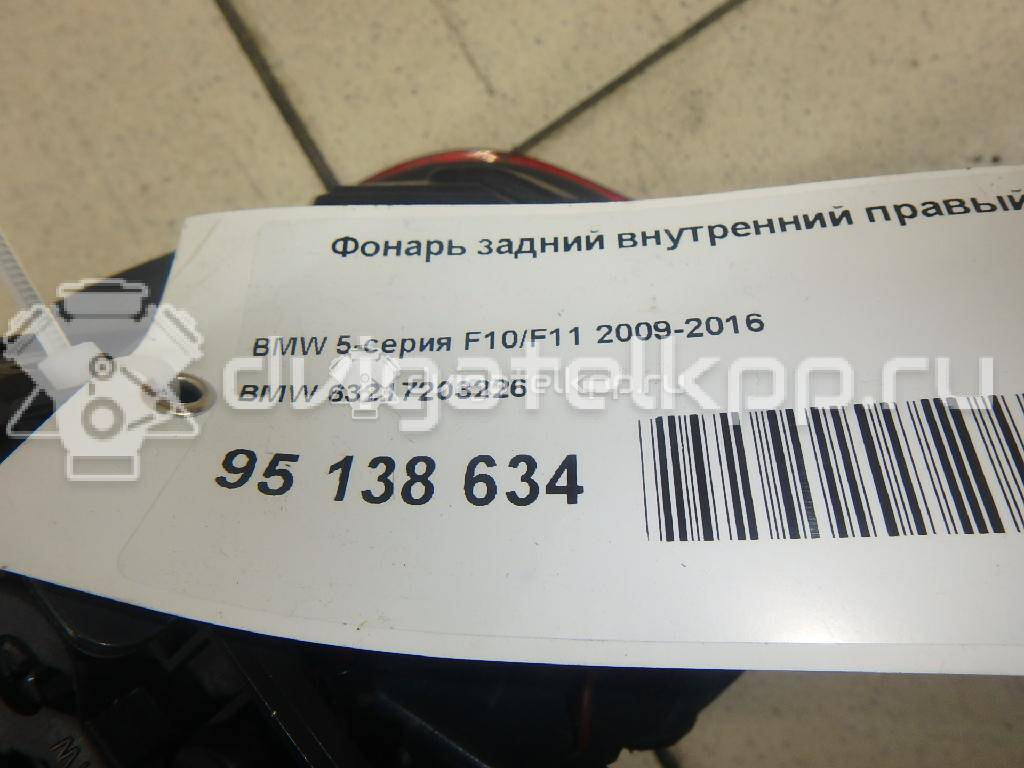 Фонарь задний внутренний правый
BMW 5-серия F10/F11 2009-2016
BMW 63217203226
95 138 634
dvigatelkpp.ru